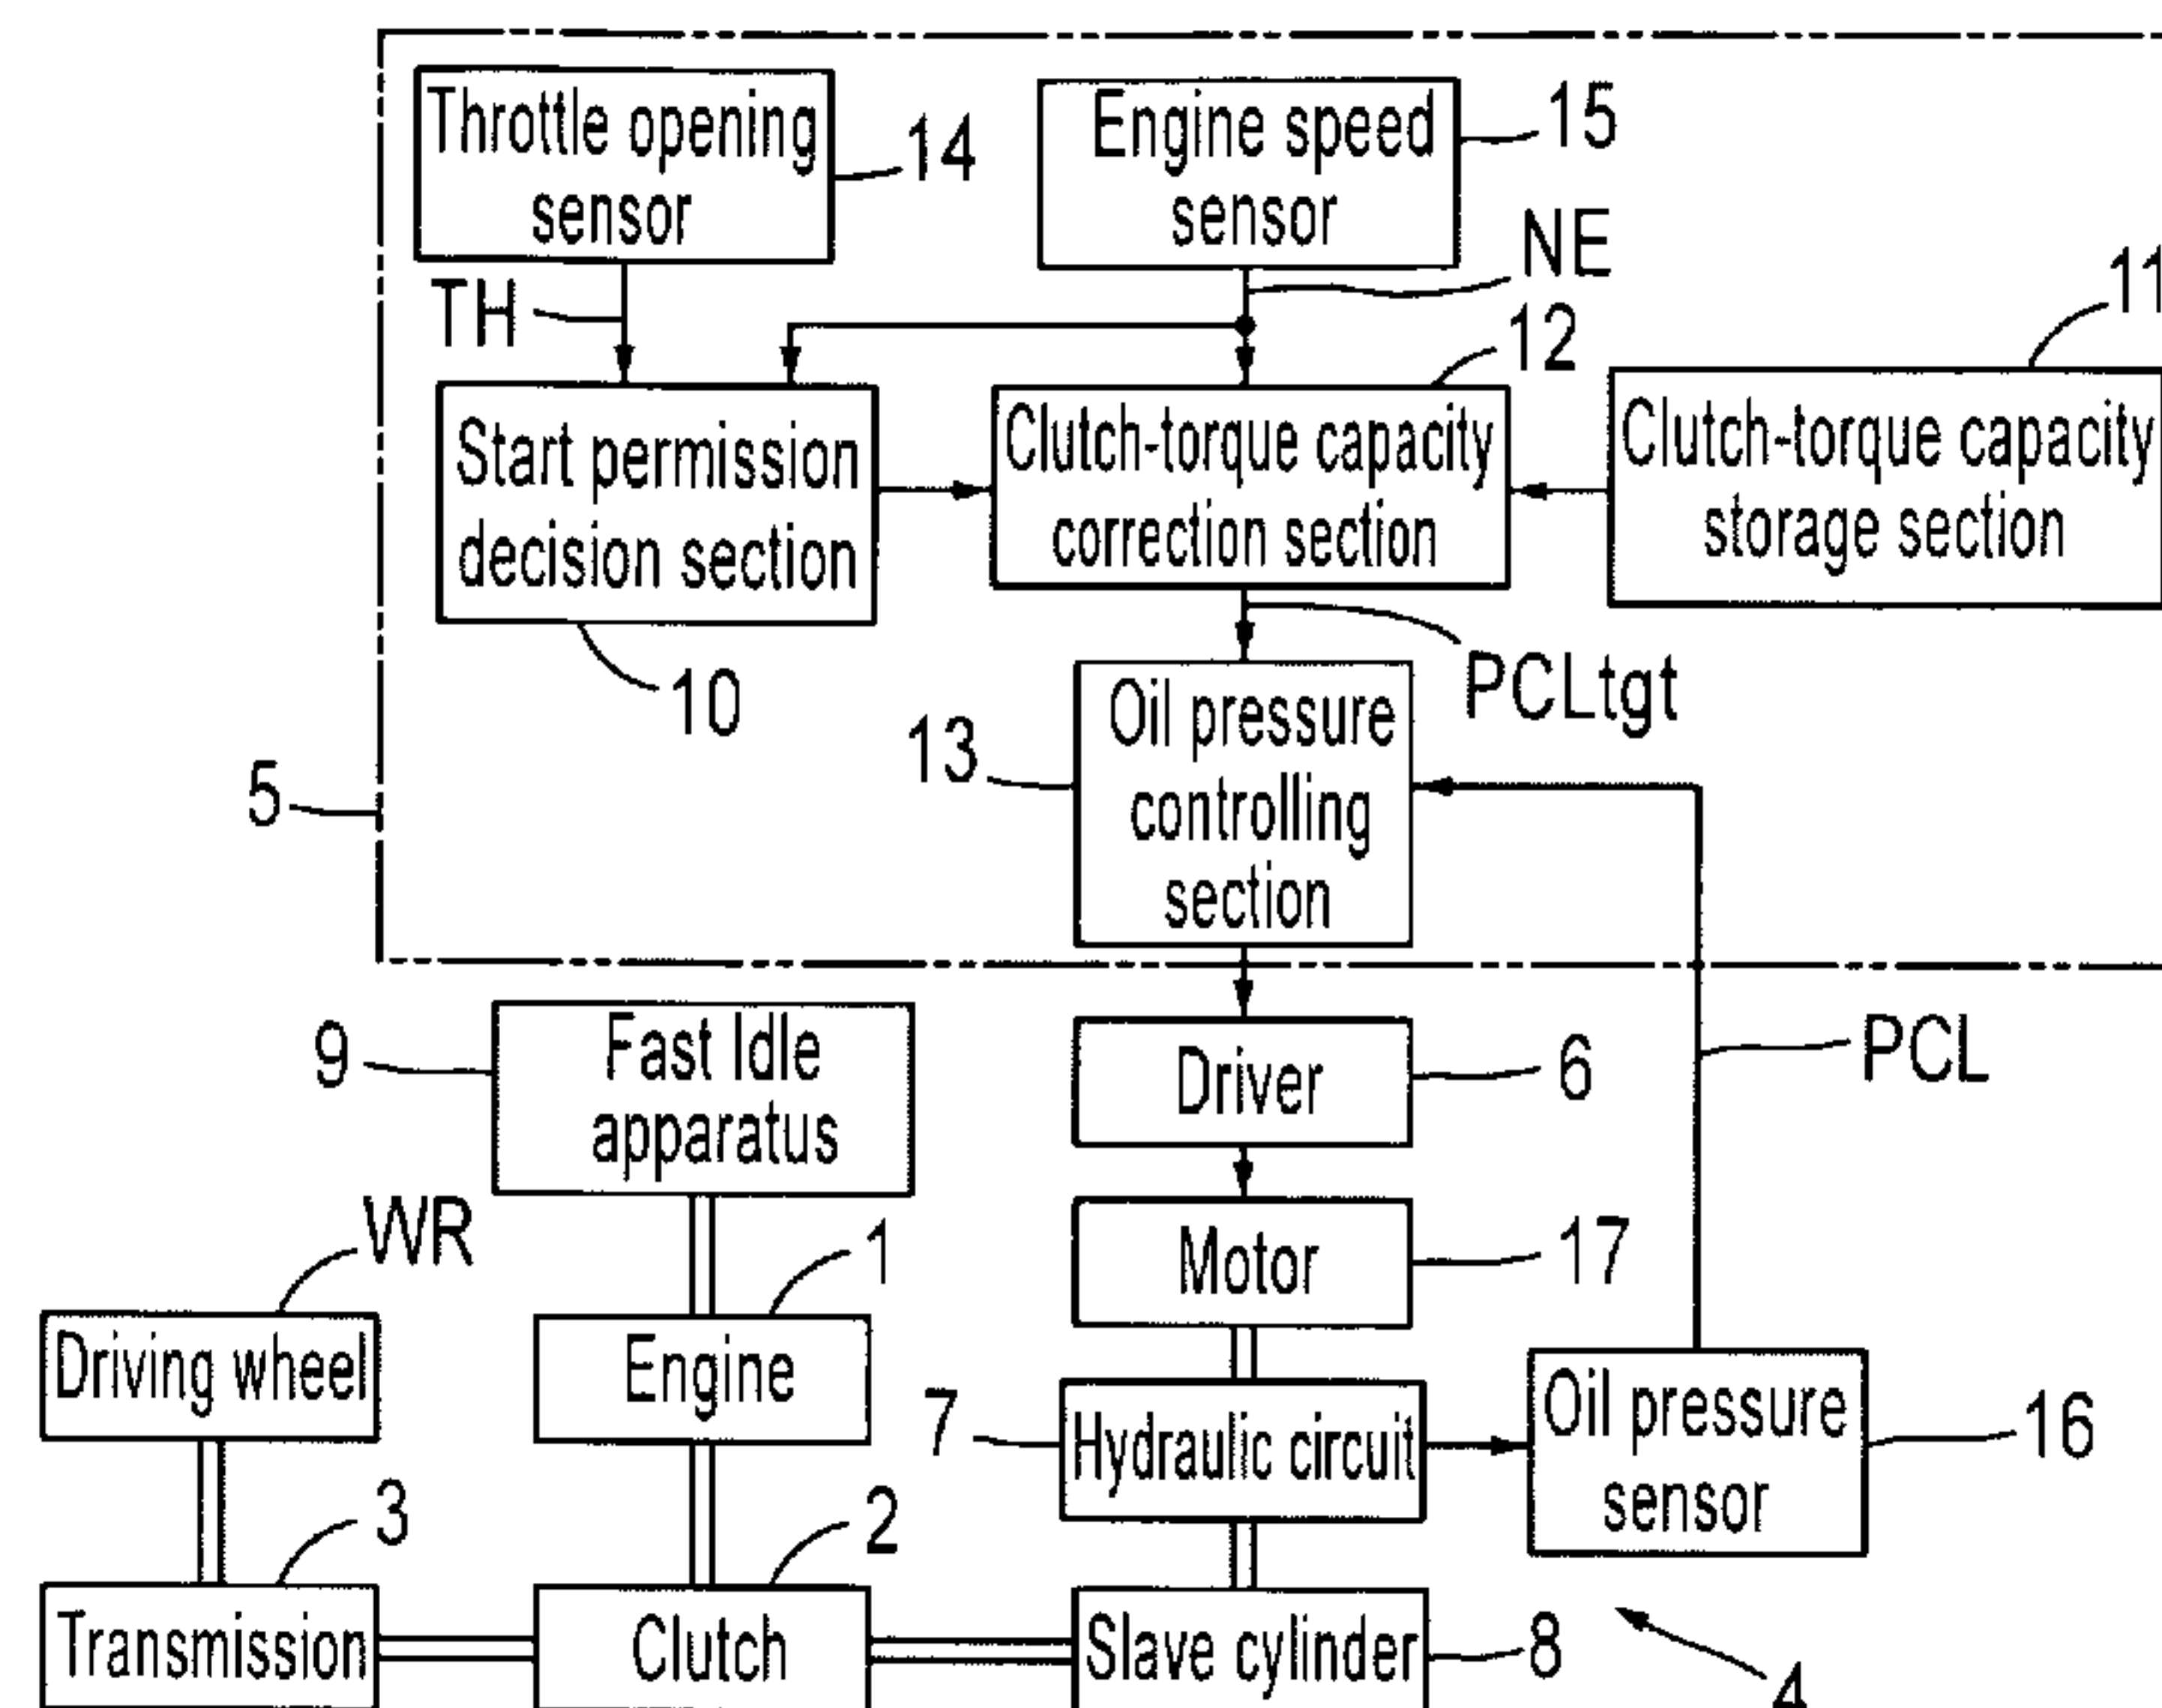 Throttle opening
sensor
14
Engine speed
sensor
15
TH
NE
12
11
Start permission
decision section
Clutch-torque capacity
correction section
Clutch-torque capacity
storage section
10
PCLtgt
13
Oil pressure
controlling
section
5
9
Fast Idle
apparatus
Driver
6
PCL
WR
1
Motor
17
Driving wheel
Engine
7
Hydraulic circuit
Oil pressure
sensor
16
3
2
Transmission
Clutch
Slave cylinder
8
4